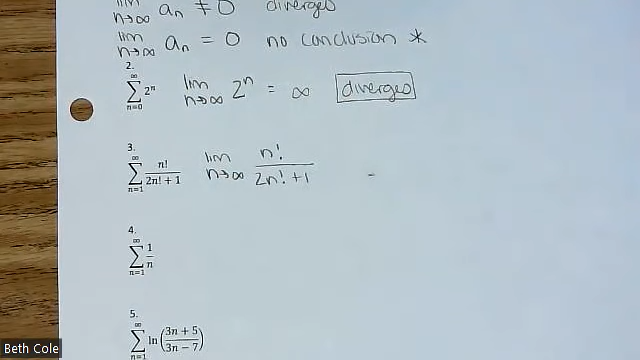 lim n→∞ aₙ ≠ 0 diverges
lim n→∞ aₙ = 0 no conclusion *
2.
∞ ∑ n=0 2ⁿ lim n→∞ 2ⁿ = ∞ diverges
3.
∞ ∑ n=1 n!/(2n! + 1) lim n→∞ n!/(2n! + 1)
4.
∞ ∑ n=1 1/n
5.
∞ ∑ n=1 ln((3n + 5)/(3n − 7))
Beth Cole